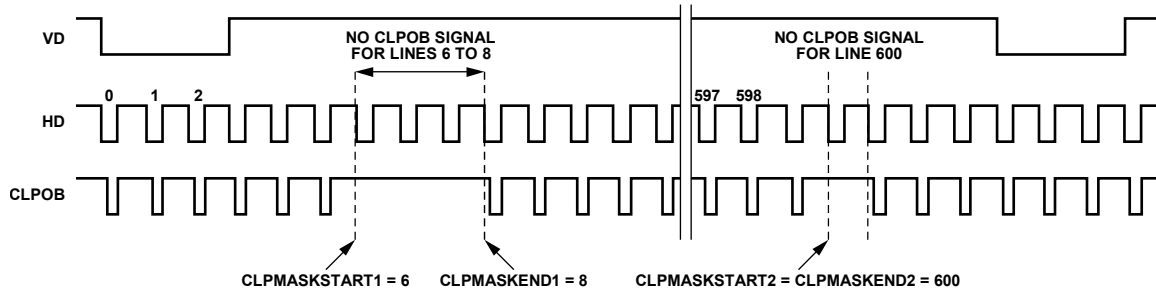 VD
NO CLPOB SIGNAL
FOR LINES 6 TO 8
NO CLPOB SIGNAL
FOR LINE 600
0 1 2 597 598
HD
CLPOB
CLPMASKSTART1 = 6 CLPMASKEND1 = 8 CLPMASKSTART2 = CLPMASKEND2 = 600